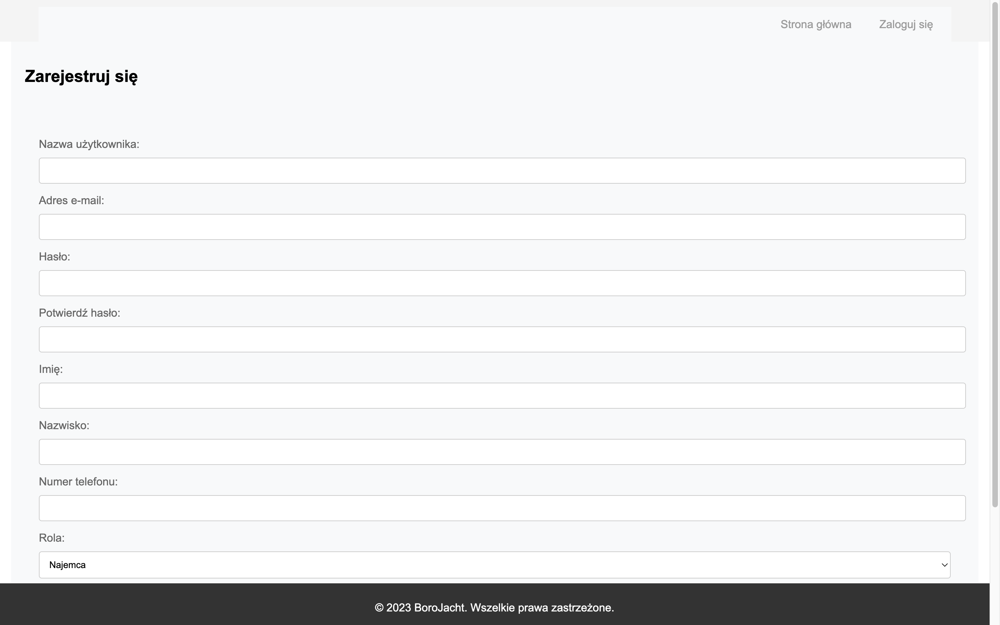 Strona główna Zaloguj się
Zarejestruj się
Nazwa użytkownika:
Adres e-mail:
Hasło:
Potwierdź hasło:
Imię:
Nazwisko:
Numer telefonu:
Rola:
Najemca
© 2023 BoroJacht. Wszelkie prawa zastrzeżone.